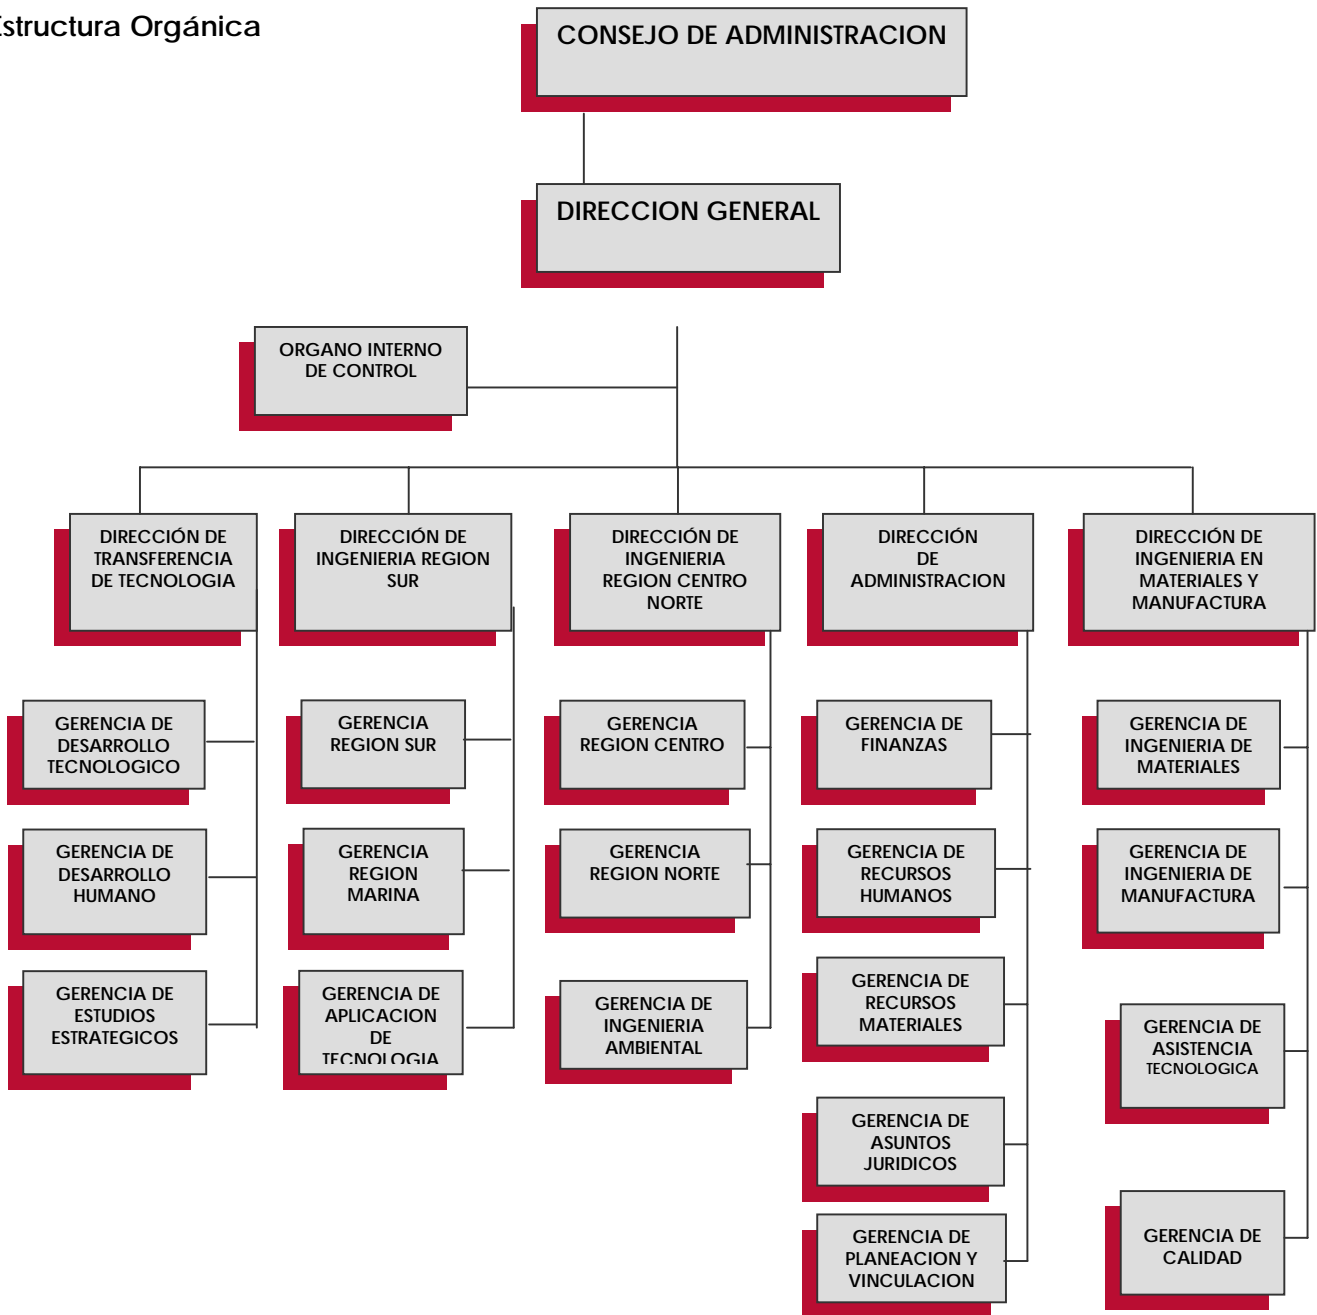 Estructura Orgánica
CONSEJO DE ADMINISTRACION
DIRECCION GENERAL
ORGANO INTERNO
DE CONTROL
DIRECCIÓN DE
TRANSFERENCIA
DE TECNOLOGIA
DIRECCIÓN DE
INGENIERIA REGION
SUR
DIRECCIÓN DE
INGENIERIA
REGION CENTRO
NORTE
DIRECCIÓN
DE
ADMINISTRACION
DIRECCIÓN DE
INGENIERIA EN
MATERIALES Y
MANUFACTURA
GERENCIA DE
DESARROLLO
TECNOLOGICO
GERENCIA
REGION SUR
GERENCIA
REGION CENTRO
GERENCIA DE
FINANZAS
GERENCIA DE
INGENIERIA DE
MATERIALES
GERENCIA DE
DESARROLLO
HUMANO
GERENCIA
REGION
MARINA
GERENCIA
REGION NORTE
GERENCIA DE
RECURSOS
HUMANOS
GERENCIA DE
INGENIERIA DE
MANUFACTURA
GERENCIA DE
ESTUDIOS
ESTRATEGICOS
GERENCIA DE
APLICACION
DE
TECNOLOGIA
GERENCIA DE
INGENIERIA
AMBIENTAL
GERENCIA DE
RECURSOS
MATERIALES
GERENCIA DE
ASISTENCIA
TECNOLOGICA
GERENCIA DE
ASUNTOS
JURIDICOS
GERENCIA DE
PLANEACION Y
VINCULACION
GERENCIA DE
CALIDAD